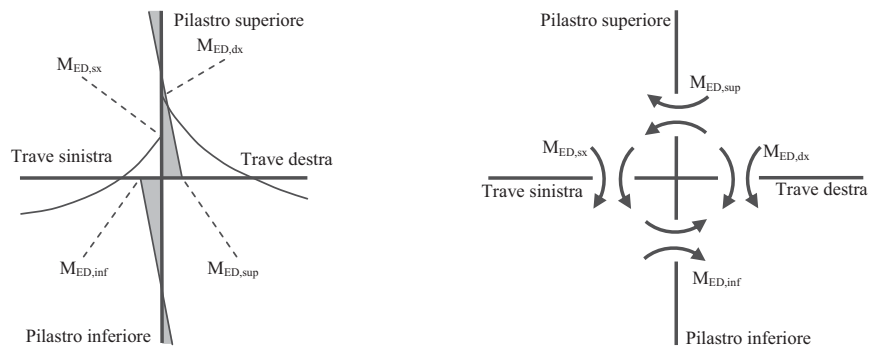 Pilastro superiore
M_ED,dx
M_ED,sx
Trave sinistra
Trave destra
M_ED,inf
M_ED,sup
Pilastro inferiore
Pilastro superiore
M_ED,sup
M_ED,sx
M_ED,dx
Trave sinistra
Trave destra
M_ED,inf
Pilastro inferiore